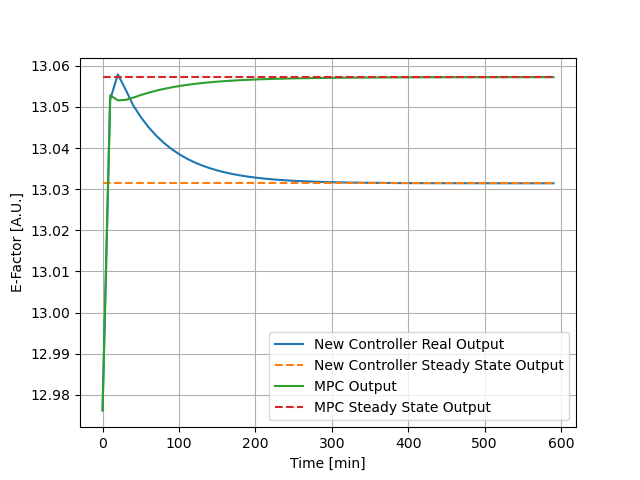 13.06
13.05
13.04
13.03
13.02
13.01
13.00
12.99
12.98
E-Factor [A.U.]
New Controller Real Output
New Controller Steady State Output
MPC Output
MPC Steady State Output
0 100 200 300 400 500 600
Time [min]